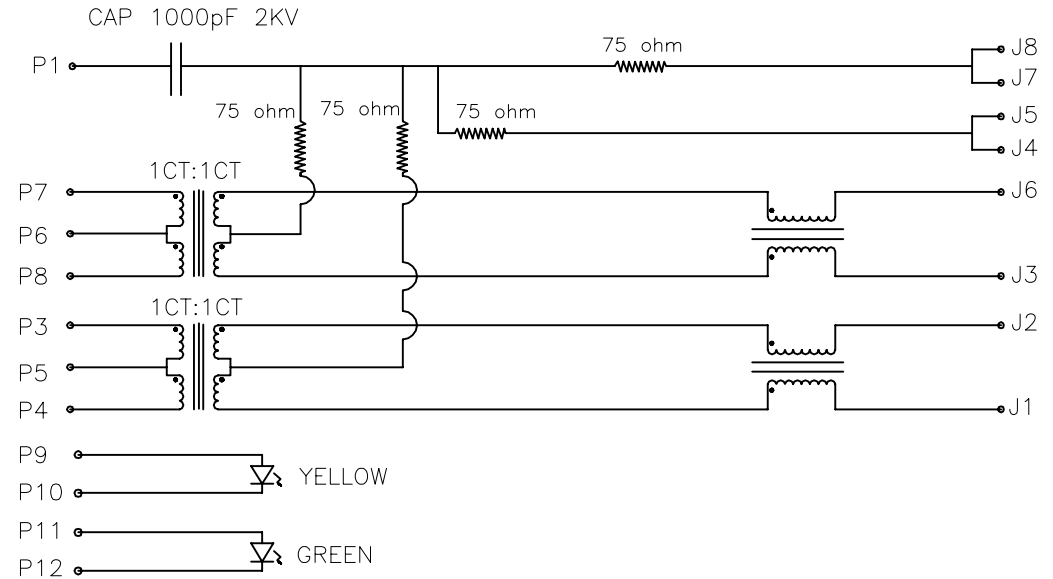 CAP 1000pF 2KV
75 ohm
J8
P1
J7
75 ohm
75 ohm
75 ohm
J5
J4
1CT:1CT
P7
J6
P6
P8
J3
1CT:1CT
P3
J2
P5
P4
J1
P9
YELLOW
P10
P11
GREEN
P12